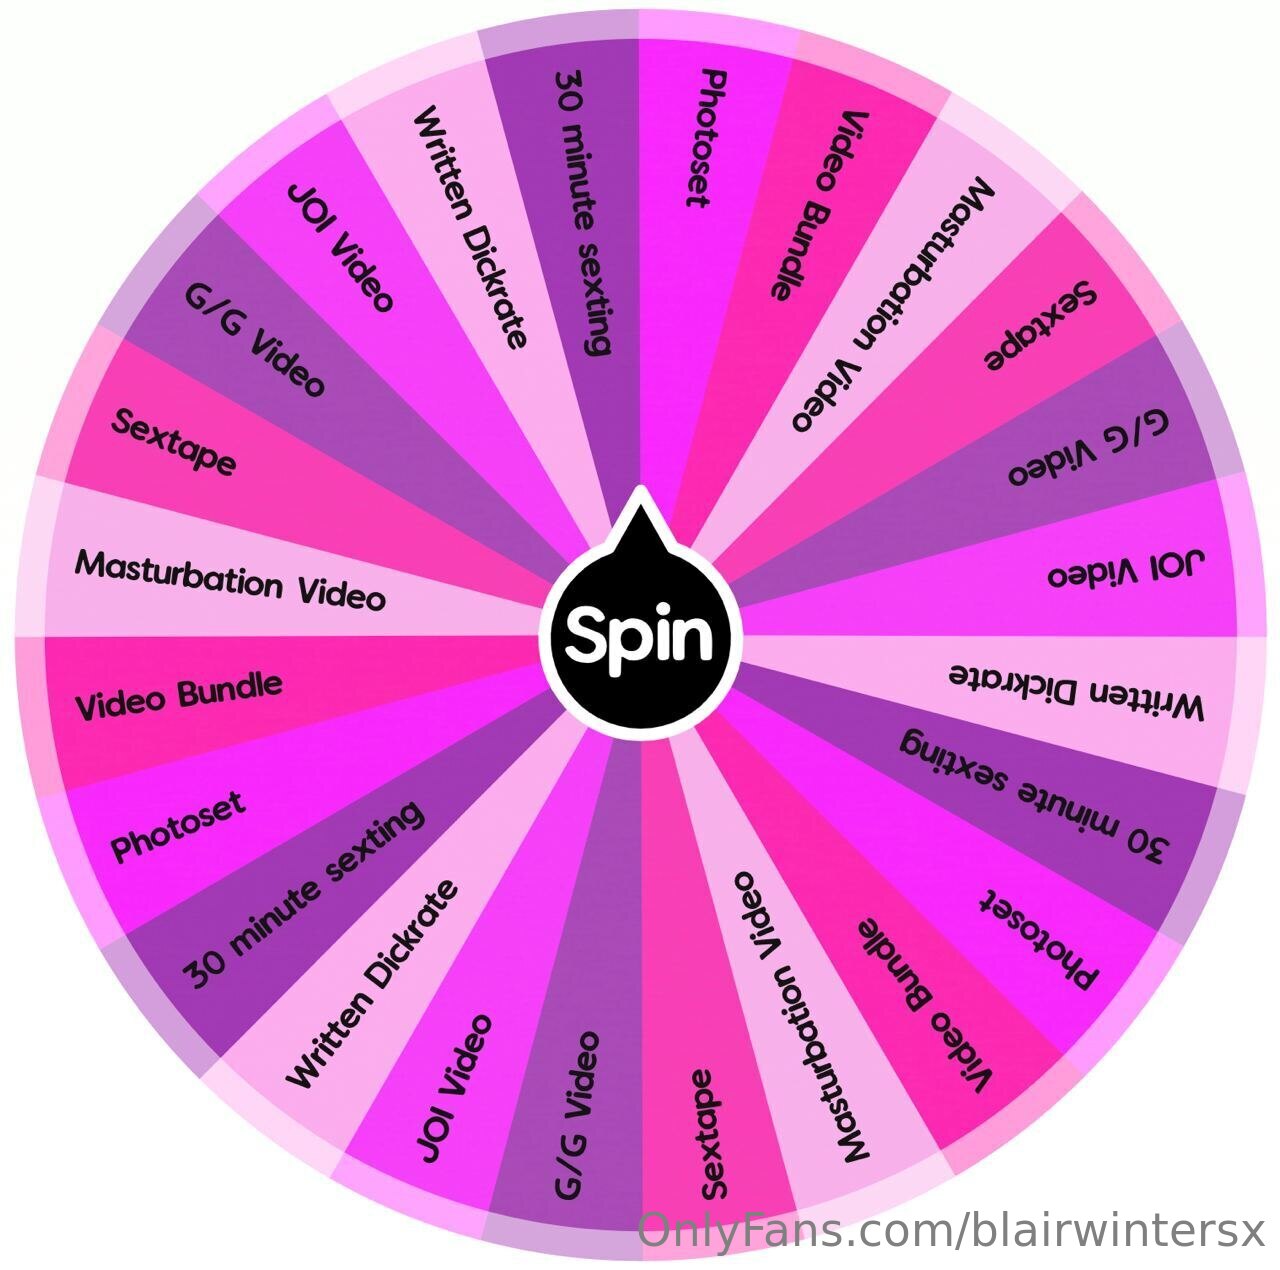 Photoset
Video Bundle
Masturbation Video
Sextape
G/G Video
JOI Video
Written Dickrate
30 minute sexting
Photoset
Video Bundle
Masturbation Video
Sextape
G/G Video
JOI Video
Written Dickrate
30 minute sexting
Photoset
Video Bundle
Masturbation Video
Sextape
G/G Video
JOI Video
Written Dickrate
30 minute sexting
Spin
OnlyFans.com/blairwintersx